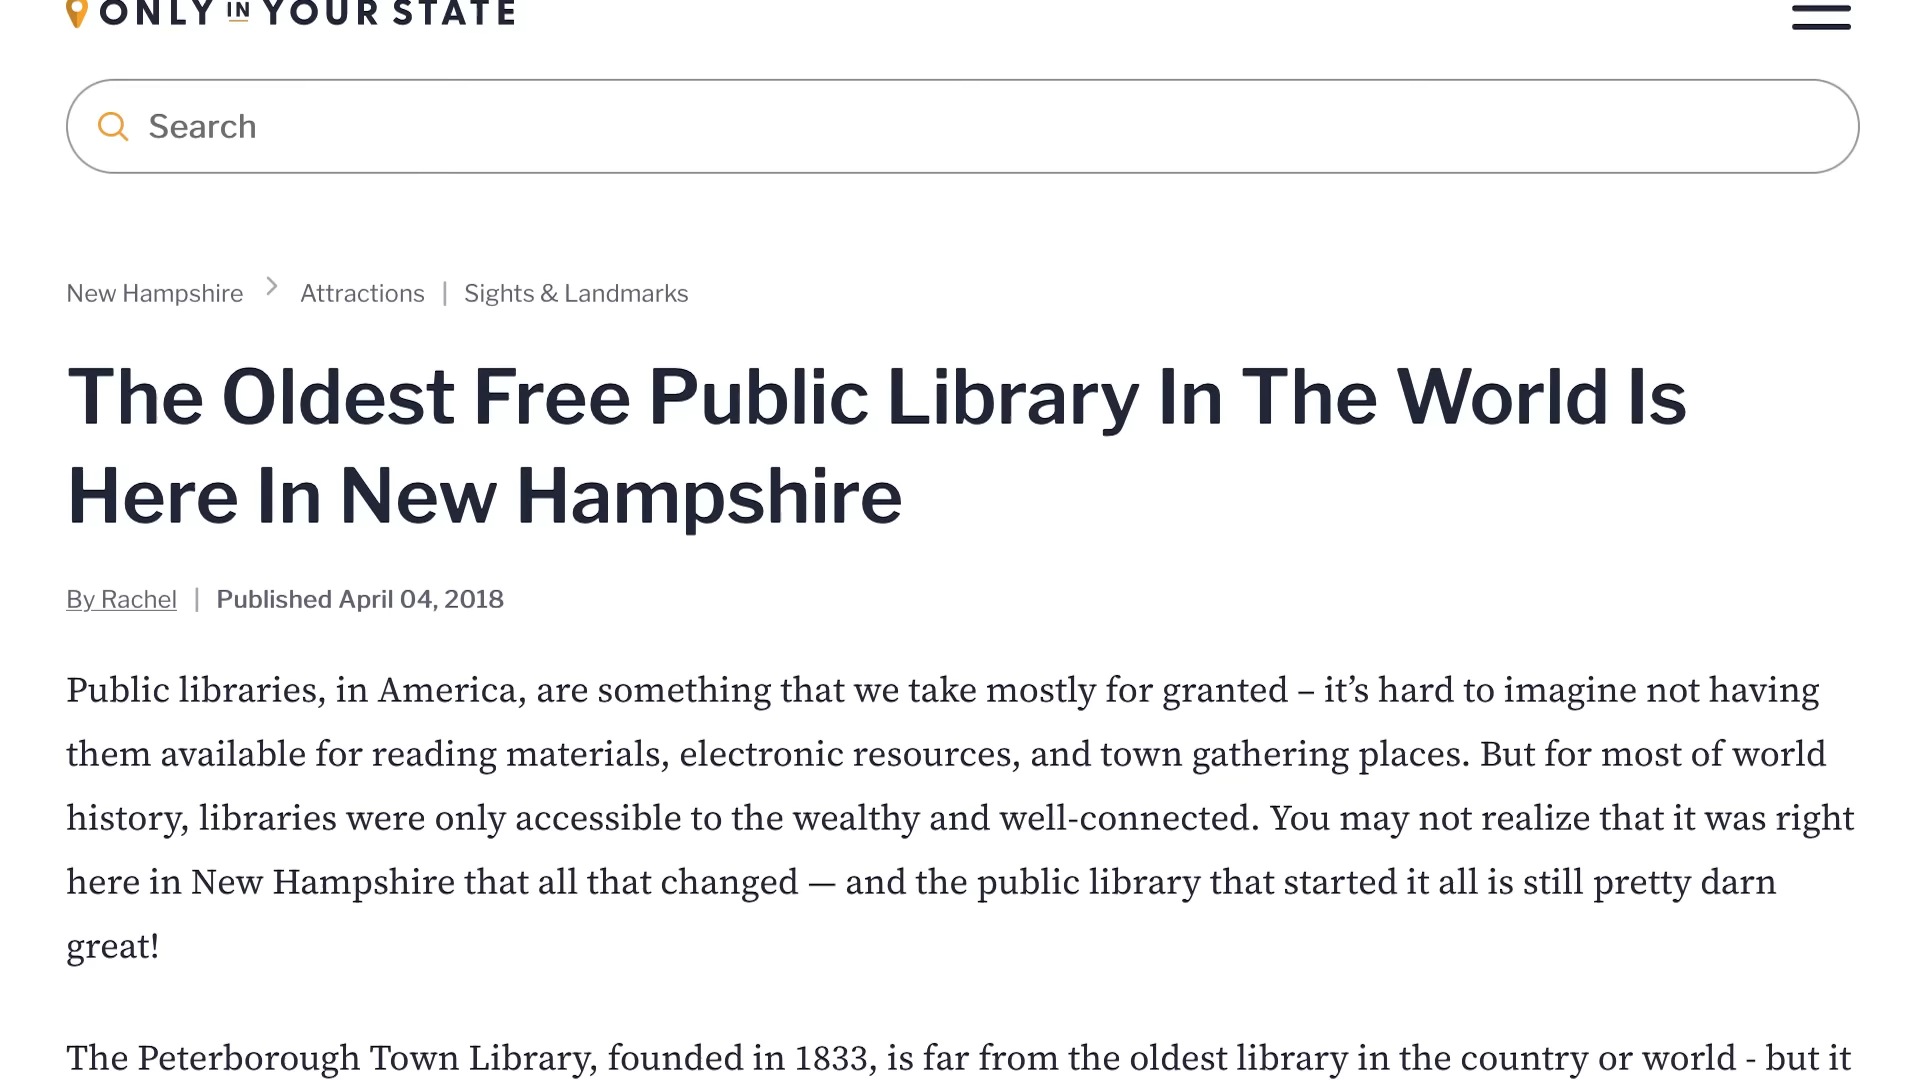 ONLY IN YOUR STATE
Search
New Hampshire > Attractions | Sights & Landmarks
The Oldest Free Public Library In The World Is
Here In New Hampshire
By Rachel | Published April 04, 2018
Public libraries, in America, are something that we take mostly for granted – it’s hard to imagine not having
them available for reading materials, electronic resources, and town gathering places. But for most of world
history, libraries were only accessible to the wealthy and well-connected. You may not realize that it was right
here in New Hampshire that all that changed — and the public library that started it all is still pretty darn
great!
The Peterborough Town Library, founded in 1833, is far from the oldest library in the country or world - but it